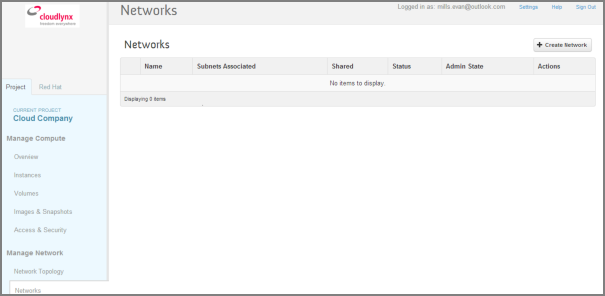 cloudlynx
freedom everywhere
Networks
Logged in as: mills.evan@outlook.com Settings Help Sign Out
Networks
+ Create Network
Name Subnets Associated Shared Status Admin State Actions
No items to display.
Displaying 0 items
Project Red Hat
CURRENT PROJECT
Cloud Company
Manage Compute
Overview
Instances
Volumes
Images & Snapshots
Access & Security
Manage Network
Network Topology
Networks